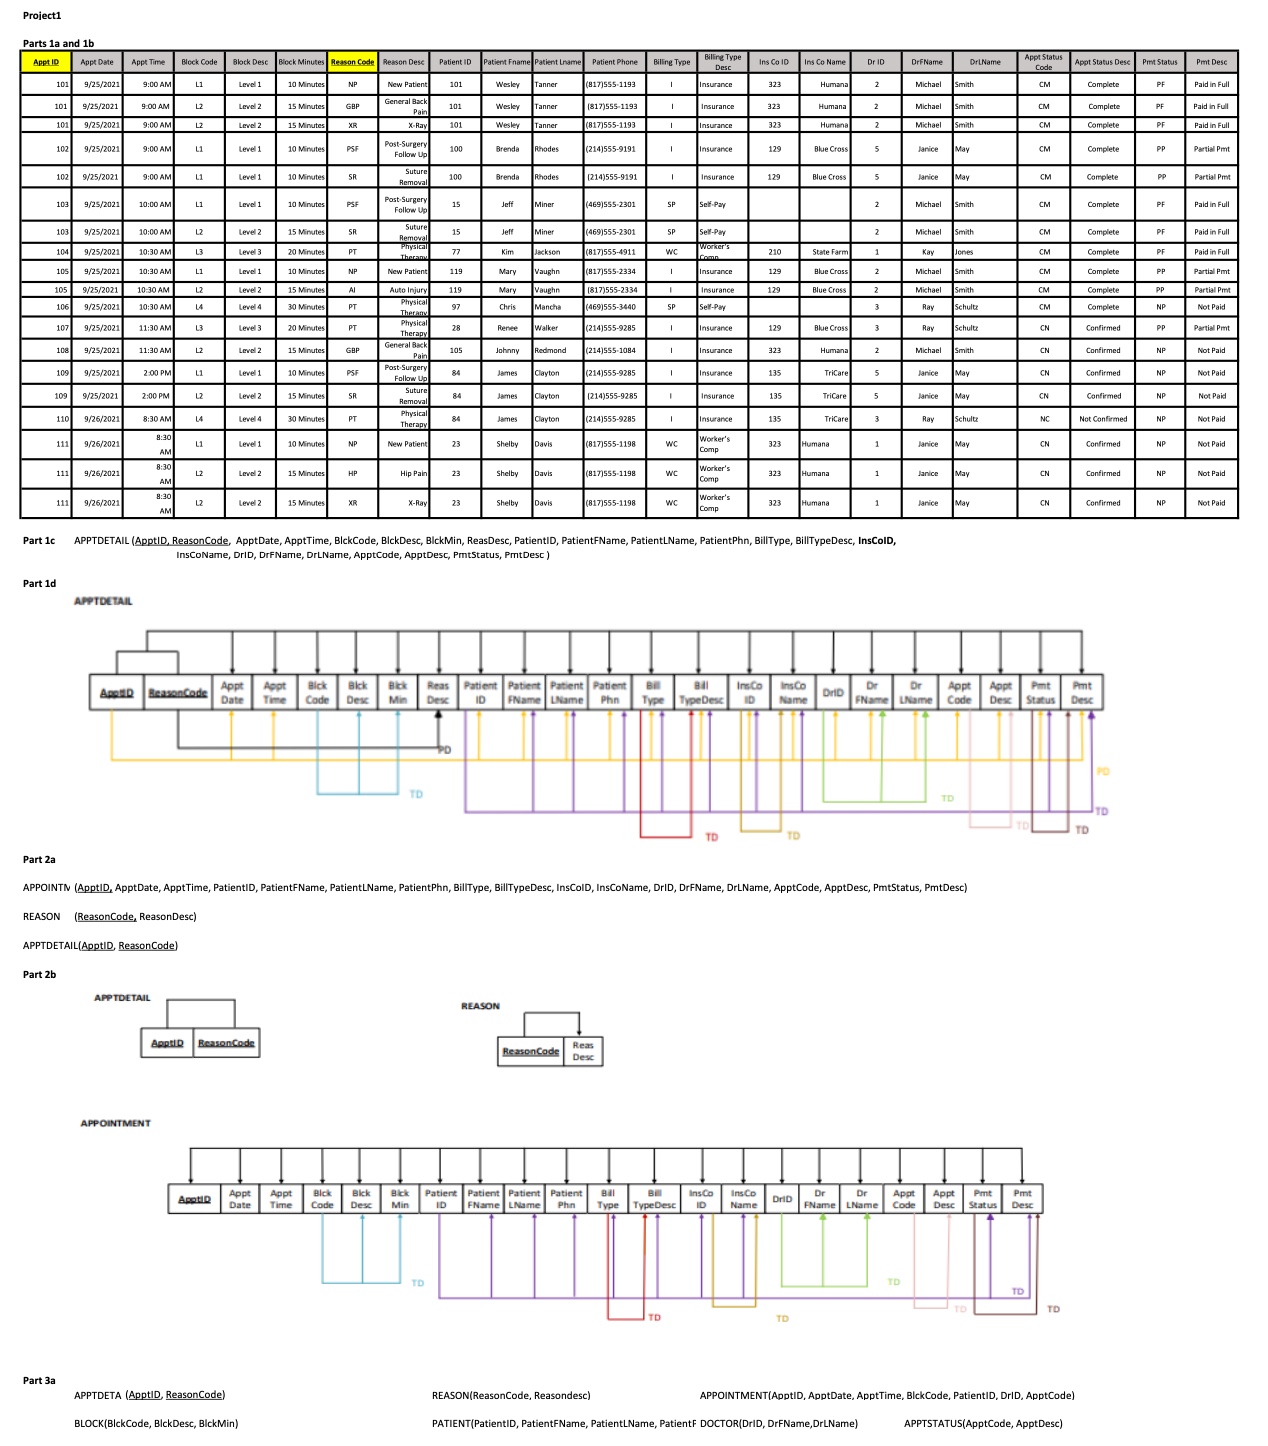 Project1
Parts 1a and 1b
Appt ID Appt Date Appt Time Block Code Block Desc Block Minutes Reason Code Reason Desc Patient ID Patient Fname Patient Lname Patient Phone Billing Type Billing Type Desc Ins Co ID Ins Co Name Dr ID DrFName DrLName Appt Status Code Appt Status Desc Pmt Status Pmt Desc
101 9/25/2021 9:00 AM L1 Level 1 10 Minutes NP New Patient 101 Wesley Tanner (817)555-1193 I Insurance 323 Humana 2 Michael Smith CM Complete PF Paid in Full
101 9/25/2021 9:00 AM L2 Level 2 15 Minutes GBP General Back Pain 101 Wesley Tanner (817)555-1193 I Insurance 323 Humana 2 Michael Smith CM Complete PF Paid in Full
101 9/25/2021 9:00 AM L2 Level 2 15 Minutes XR X-Ray 101 Wesley Tanner (817)555-1193 I Insurance 323 Humana 2 Michael Smith CM Complete PF Paid in Full
102 9/25/2021 9:00 AM L1 Level 1 10 Minutes PSF Post-Surgery Follow Up 100 Brenda Rhodes (214)555-9191 I Insurance 129 Blue Cross 5 Janice May CM Complete PP Partial Pmt
102 9/25/2021 9:00 AM L1 Level 1 10 Minutes SR Suture Removal 100 Brenda Rhodes (214)555-9191 I Insurance 129 Blue Cross 5 Janice May CM Complete PP Partial Pmt
103 9/25/2021 10:00 AM L1 Level 1 10 Minutes PSF Post-Surgery Follow Up 15 Jeff Miner (469)555-2301 SP Self-Pay 2 Michael Smith CM Complete PF Paid in Full
103 9/25/2021 10:00 AM L2 Level 2 15 Minutes SR Suture Removal 15 Jeff Miner (469)555-2301 SP Self-Pay 2 Michael Smith CM Complete PF Paid in Full
104 9/25/2021 10:30 AM L3 Level 3 20 Minutes PT Physical Therapy 77 Kim Jackson (817)555-4911 WC Worker's Comp 210 State Farm 1 Kay Jones CM Complete PF Paid in Full
105 9/25/2021 10:30 AM L1 Level 1 10 Minutes NP New Patient 119 Mary Vaughn (817)555-2334 I Insurance 129 Blue Cross 2 Michael Smith CM Complete PP Partial Pmt
105 9/25/2021 10:30 AM L2 Level 2 15 Minutes AI Auto Injury 119 Mary Vaughn (817)555-2334 I Insurance 129 Blue Cross 2 Michael Smith CM Complete PP Partial Pmt
106 9/25/2021 10:30 AM L4 Level 4 30 Minutes PT Physical Therapy 97 Chris Mancha (469)555-3440 SP Self-Pay 3 Ray Schultz CM Complete NP Not Paid
107 9/25/2021 11:30 AM L3 Level 3 20 Minutes PT Physical Therapy 28 Renee Walker (214)555-9285 I Insurance 129 Blue Cross 3 Ray Schultz CN Confirmed PP Partial Pmt
108 9/25/2021 11:30 AM L2 Level 2 15 Minutes GBP General Back Pain 105 Johnny Redmond (214)555-1084 I Insurance 323 Humana 2 Michael Smith CN Confirmed NP Not Paid
109 9/25/2021 2:00 PM L1 Level 1 10 Minutes PSF Post-Surgery Follow Up 84 James Clayton (214)555-9285 I Insurance 135 TriCare 5 Janice May CN Confirmed NP Not Paid
109 9/25/2021 2:00 PM L2 Level 2 15 Minutes SR Suture Removal 84 James Clayton (214)555-9285 I Insurance 135 TriCare 5 Janice May CN Confirmed NP Not Paid
110 9/26/2021 8:30 AM L4 Level 4 30 Minutes PT Physical Therapy 84 James Clayton (214)555-9285 I Insurance 135 TriCare 3 Ray Schultz NC Not Confirmed NP Not Paid
111 9/26/2021 8:30 AM L1 Level 1 10 Minutes NP New Patient 23 Shelby Davis (817)555-1198 WC Worker's Comp 323 Humana 1 Janice May CN Confirmed NP Not Paid
111 9/26/2021 8:30 AM L2 Level 2 15 Minutes HP Hip Pain 23 Shelby Davis (817)555-1198 WC Worker's Comp 323 Humana 1 Janice May CN Confirmed NP Not Paid
111 9/26/2021 8:30 AM L2 Level 2 15 Minutes XR X-Ray 23 Shelby Davis (817)555-1198 WC Worker's Comp 323 Humana 1 Janice May CN Confirmed NP Not Paid
Part 1c APPTDETAIL (ApptID, ReasonCode, ApptDate, ApptTime, BlckCode, BlckDesc, BlckMin, ReasDesc, PatientID, PatientFName, PatientLName, PatientPhn, BillType, BillTypeDesc, InsCoID,
InsCoName, DrID, DrFName, DrLName, ApptCode, ApptDesc, PmtStatus, PmtDesc )
Part 1d
APPTDETAIL
ApptID ReasonCode Appt Date Appt Time Blck Code Blck Desc Blck Min Reas Desc Patient ID Patient FName Patient LName Patient Phn Bill Type Bill TypeDesc InsCo ID InsCo Name DrID Dr FName Dr LName Appt Code Appt Desc Pmt Status Pmt Desc
PD
PD
TD
TD
TD
TD
TD
TD
TD
Part 2a
APPOINTM (ApptID, ApptDate, ApptTime, PatientID, PatientFName, PatientLName, PatientPhn, BillType, BillTypeDesc, InsCoID, InsCoName, DrID, DrFName, DrLName, ApptCode, ApptDesc, PmtStatus, PmtDesc)
REASON (ReasonCode, ReasonDesc)
APPTDETAIL(ApptID, ReasonCode)
Part 2b
APPTDETAIL
ApptID ReasonCode
REASON
ReasonCode Reas Desc
APPOINTMENT
ApptID Appt Date Appt Time Blck Code Blck Desc Blck Min Patient ID Patient FName Patient LName Patient Phn Bill Type Bill TypeDesc InsCo ID InsCo Name DrID Dr FName Dr LName Appt Code Appt Desc Pmt Status Pmt Desc
TD
TD
TD
TD
TD
TD
TD
Part 3a
APPTDETA (ApptID, ReasonCode) REASON(ReasonCode, Reasondesc) APPOINTMENT(ApptID, ApptDate, ApptTime, BlckCode, PatientID, DrID, ApptCode)
BLOCK(BlckCode, BlckDesc, BlckMin) PATIENT(PatientID, PatientFName, PatientLName, PatientF DOCTOR(DrID, DrFName,DrLName) APPTSTATUS(ApptCode, ApptDesc)